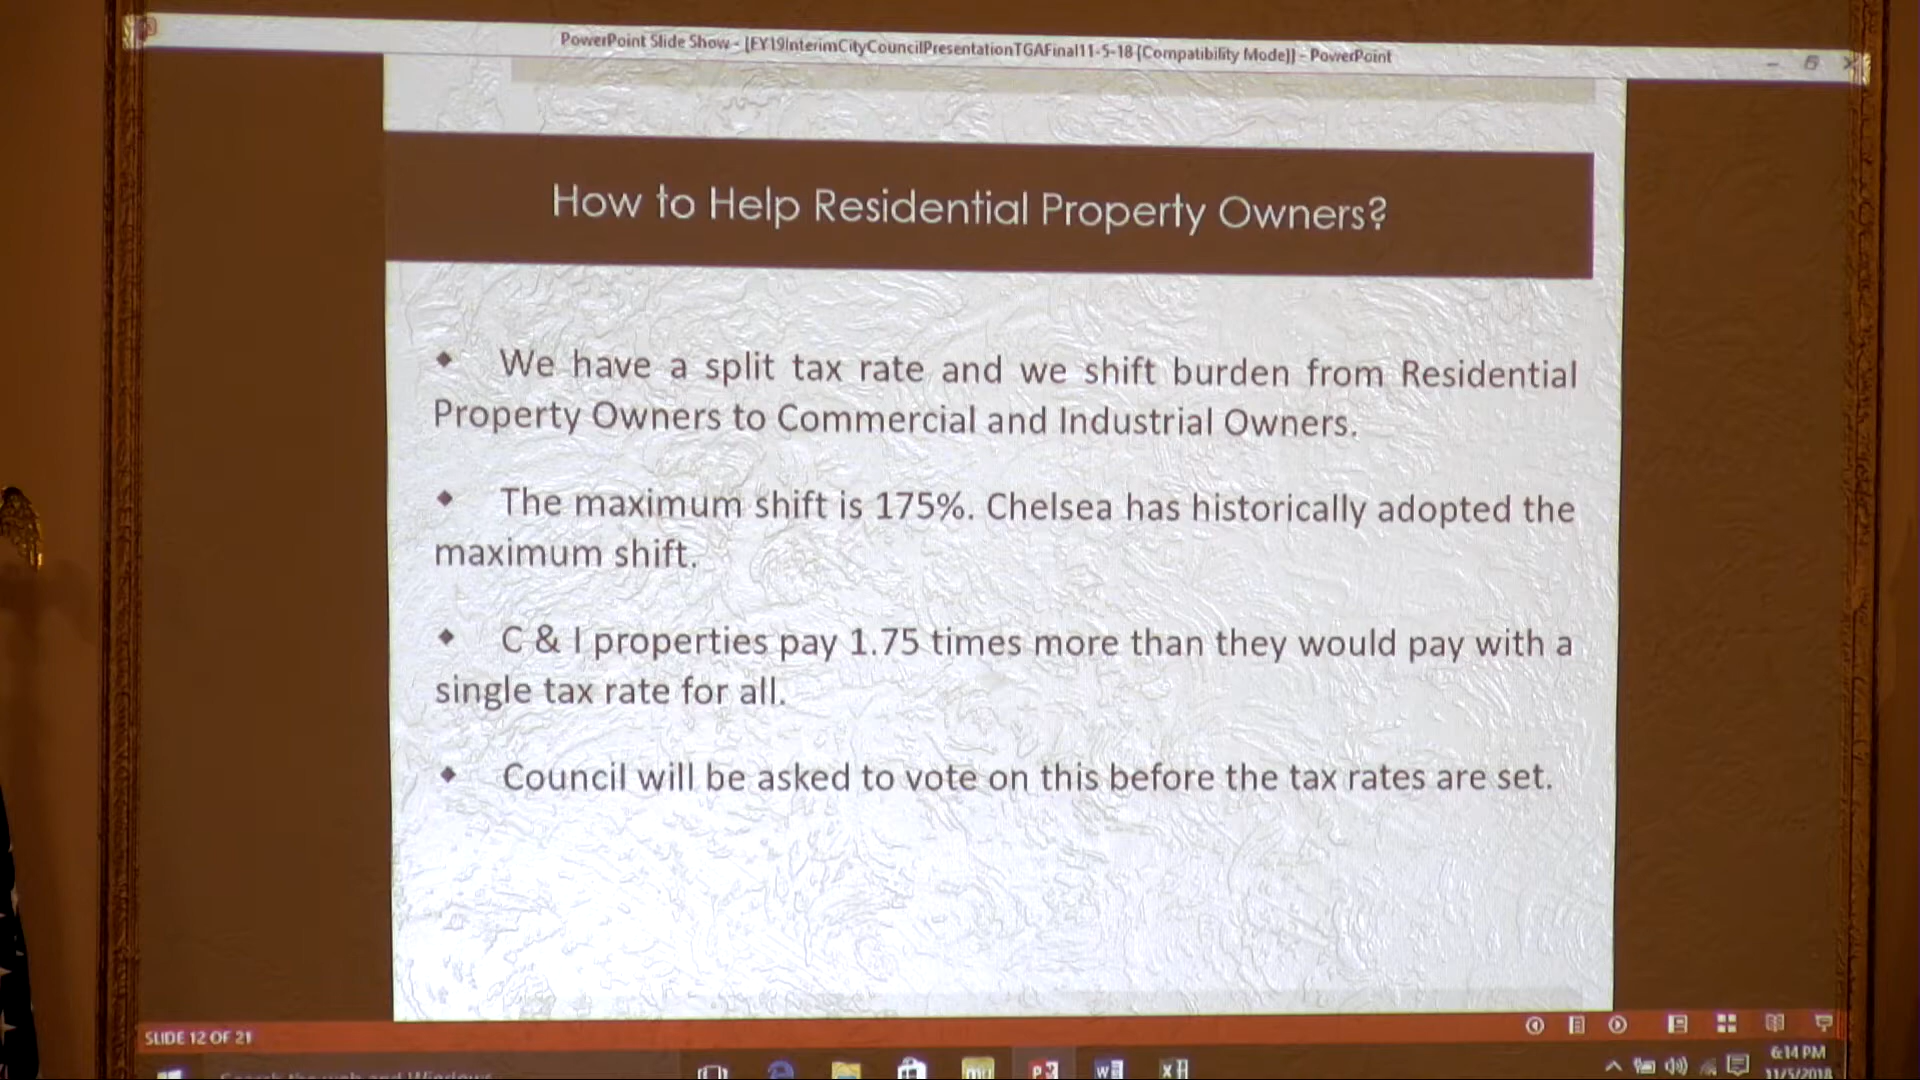 PowerPoint Slide Show - [FY19InterimCityCouncilPresentationTGAFinal11-5-18 [Compatibility Mode]] - PowerPoint
How to Help Residential Property Owners?
We have a split tax rate and we shift burden from Residential
Property Owners to Commercial and Industrial Owners.
The maximum shift is 175%. Chelsea has historically adopted the
maximum shift.
C & I properties pay 1.75 times more than they would pay with a
single tax rate for all.
Council will be asked to vote on this before the tax rates are set.
SLIDE 12 OF 21
6:14 PM
11/5/2018